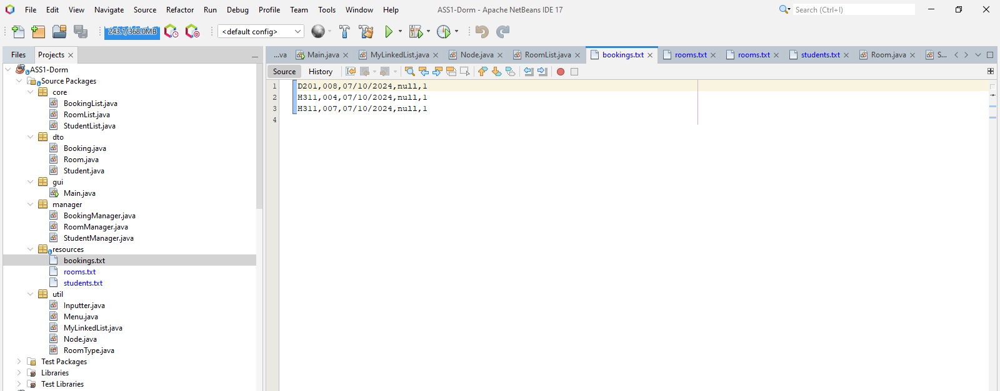 File Edit View Navigate Source Refactor Run Debug Profile Team Tools Window Help ASS1-Dorm - Apache NetBeans IDE 17 Search (Ctrl+I)
243.1/368.0MB <default config>
Files Projects
...va Main.java MyLinkedList.java Node.java RoomList.java bookings.txt rooms.txt rooms.txt students.txt Room.java S...
Source History
ASS1-Dorm
Source Packages
core
BookingList.java
RoomList.java
StudentList.java
dto
Booking.java
Room.java
Student.java
gui
Main.java
manager
BookingManager.java
RoomManager.java
StudentManager.java
resources
bookings.txt
rooms.txt
students.txt
util
Inputter.java
Menu.java
MyLinkedList.java
Node.java
RoomType.java
Test Packages
Libraries
Test Libraries
1 D201,008,07/10/2024,null,1
2 H311,004,07/10/2024,null,1
3 H311,007,07/10/2024,null,1
4